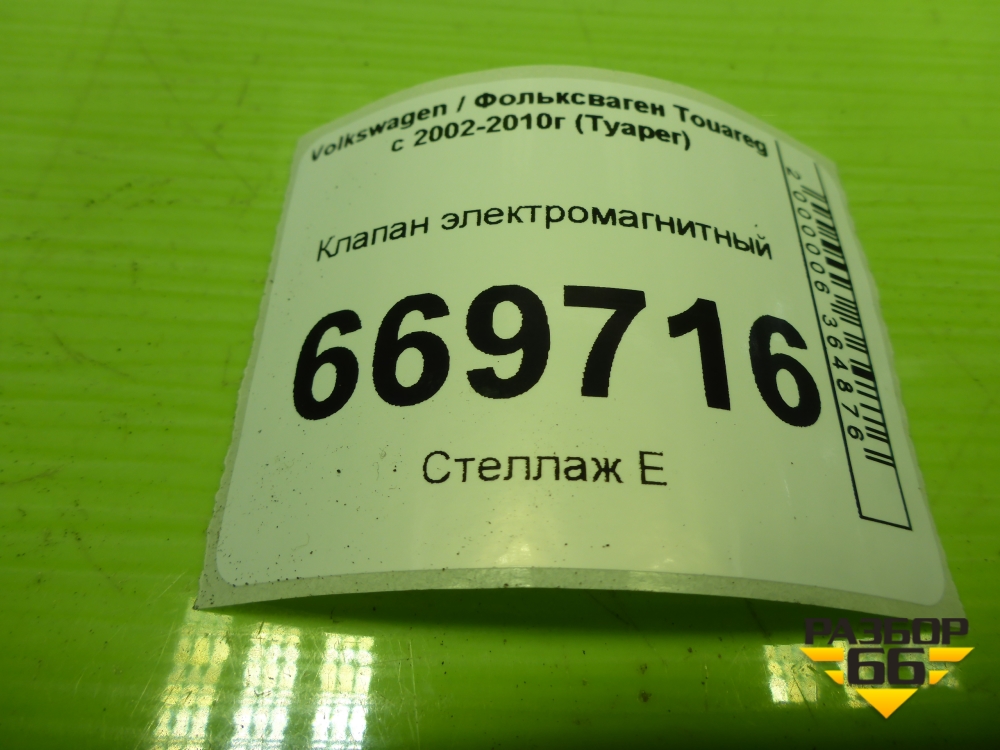 Volkswagen / Фольксваген Touareg
с 2002-2010г (Туарег)
Клапан электромагнитный
669716
Стеллаж Е
2000006364876
РАЗБОР
66